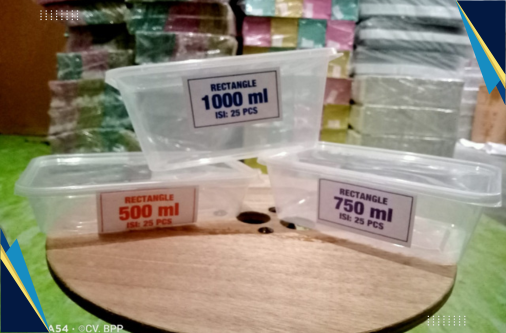 RECTANGLE
1000 ml
ISI: 25 PCS
RECTANGLE
500 ml
ISI: 25 PCS
RECTANGLE
750 ml
ISI: 25 PCS
A54 · ©CV. BPP